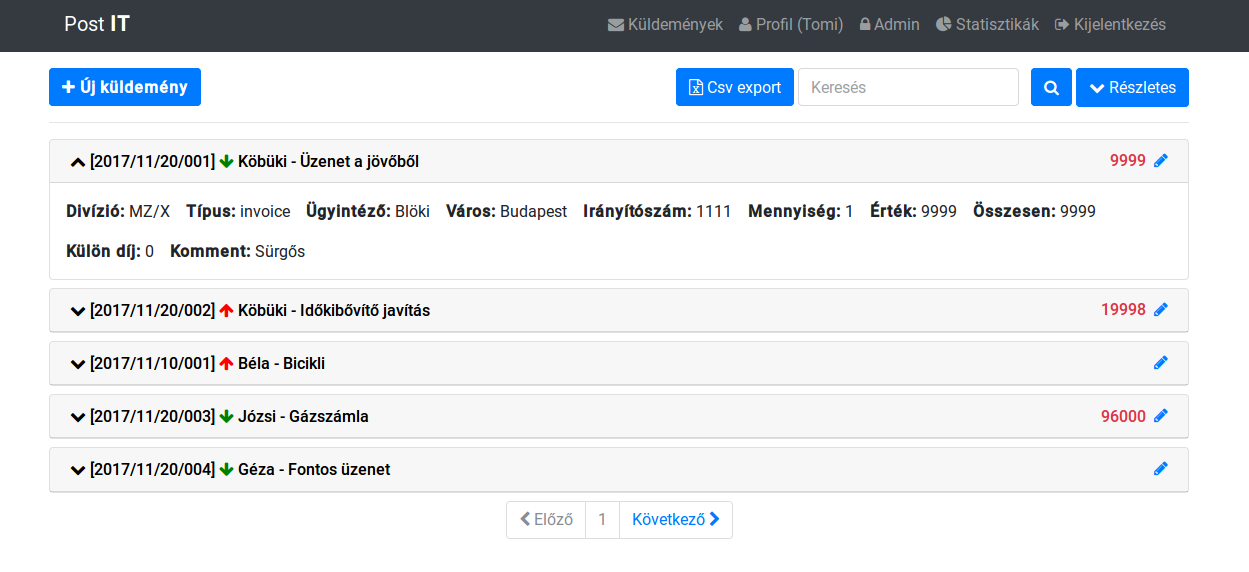 Post IT Küldemények Profil (Tomi) Admin Statisztikák Kijelentkezés
Új küldemény Csv export Keresés Részletes
[2017/11/20/001] Köbüki - Üzenet a jövőből 9999
Divízió: MZ/X Típus: invoice Ügyintéző: Blöki Város: Budapest Irányítószám: 1111 Mennyiség: 1 Érték: 9999 Összesen: 9999
Külön díj: 0 Komment: Sürgős
[2017/11/20/002] Köbüki - Időkibővítő javítás 19998
[2017/11/10/001] Béla - Bicikli
[2017/11/20/003] Józsi - Gázszámla 96000
[2017/11/20/004] Géza - Fontos üzenet
Előző 1 Következő